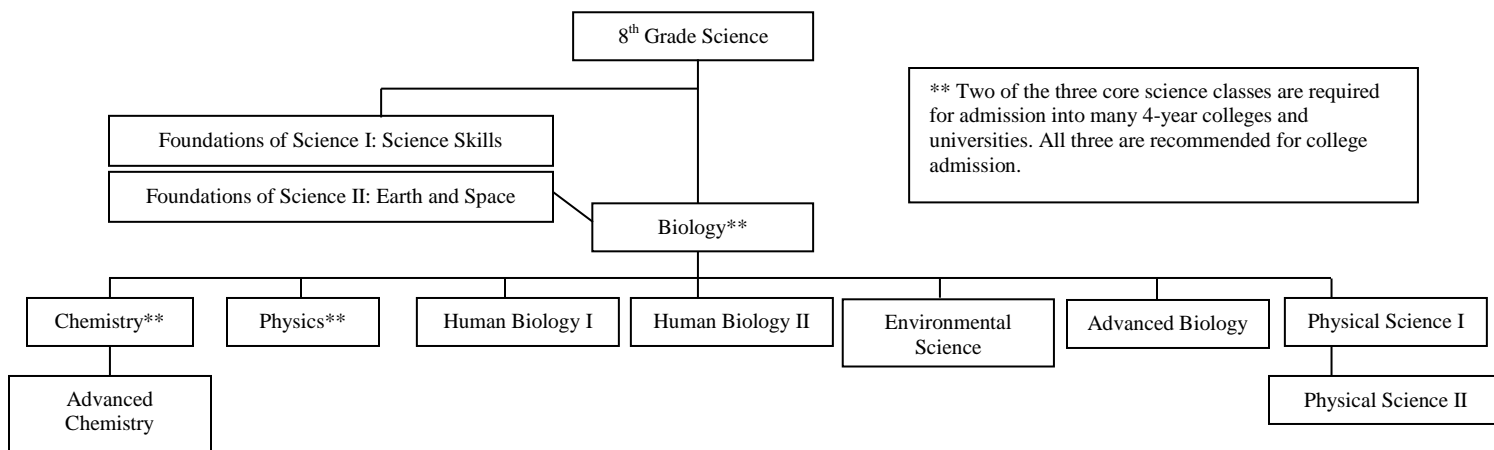 8th Grade Science
** Two of the three core science classes are required
for admission into many 4-year colleges and
universities. All three are recommended for college
admission.
Foundations of Science I: Science Skills
Foundations of Science II: Earth and Space
Biology**
Chemistry**
Physics**
Human Biology I
Human Biology II
Environmental
Science
Advanced Biology
Physical Science I
Advanced
Chemistry
Physical Science II